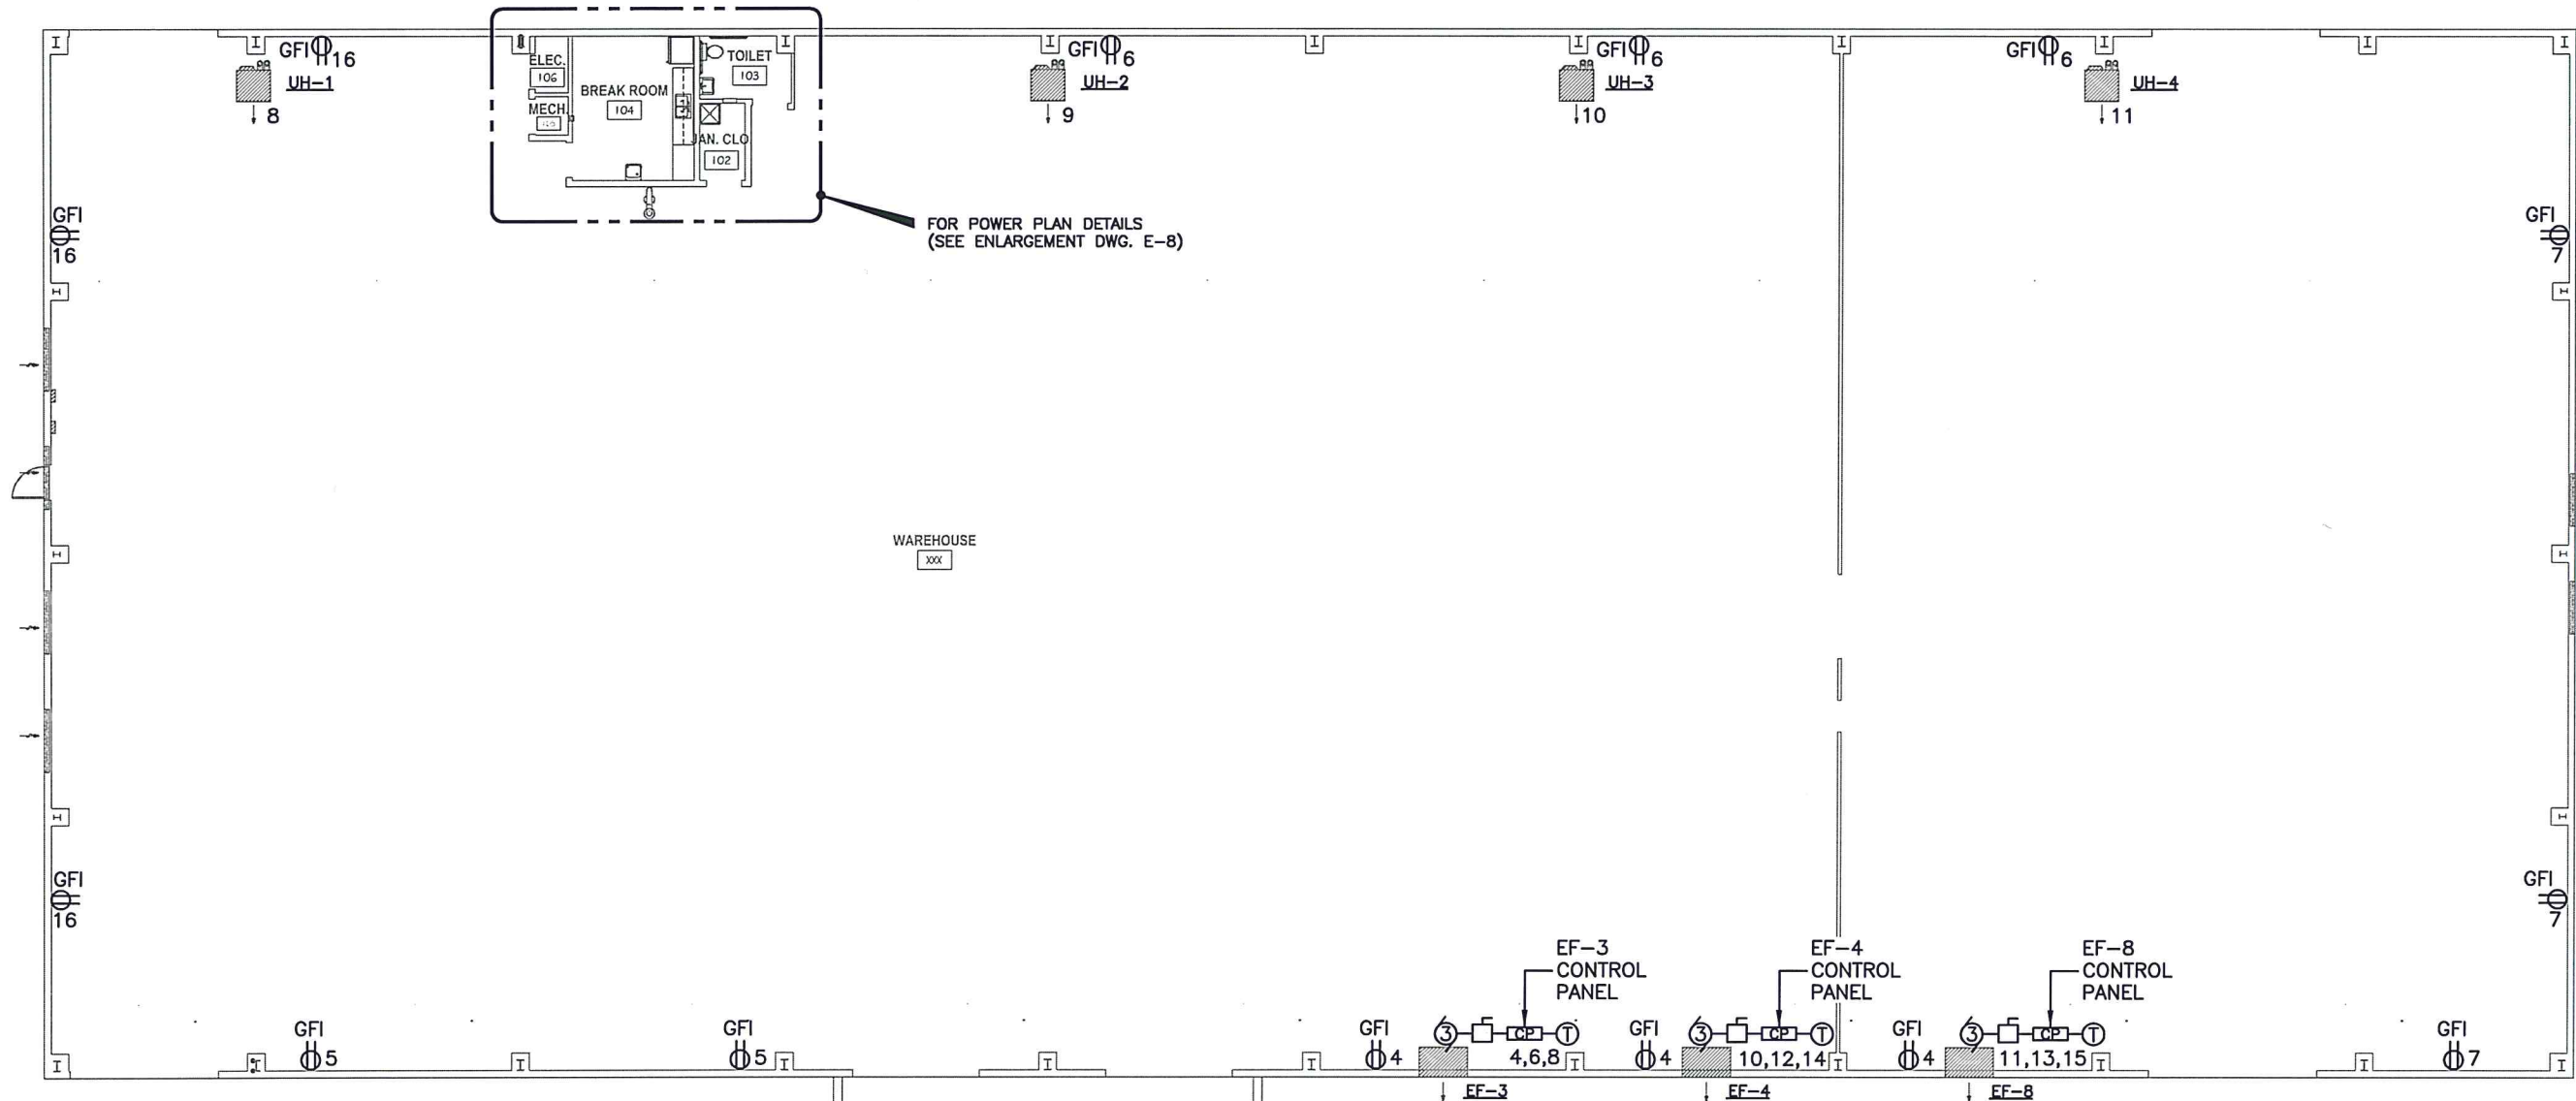 GFI 16
UH-1
8
ELEC.
106
MECH.
105
BREAK ROOM
104
TOILET
103
JAN. CLO
102
GFI 6
UH-2
9
GFI 6
UH-3
10
GFI 6
UH-4
11
GFI
16
FOR POWER PLAN DETAILS
(SEE ENLARGEMENT DWG. E-8)
GFI
7
WAREHOUSE
XXX
GFI
16
GFI
7
EF-3
CONTROL
PANEL
EF-4
CONTROL
PANEL
EF-8
CONTROL
PANEL
GFI
5
GFI
5
GFI
4
3 CP T
4,6,8
GFI
4
3 CP T
10,12,14
GFI
4
3 CP T
11,13,15
GFI
7
EF-3
EF-4
EF-8